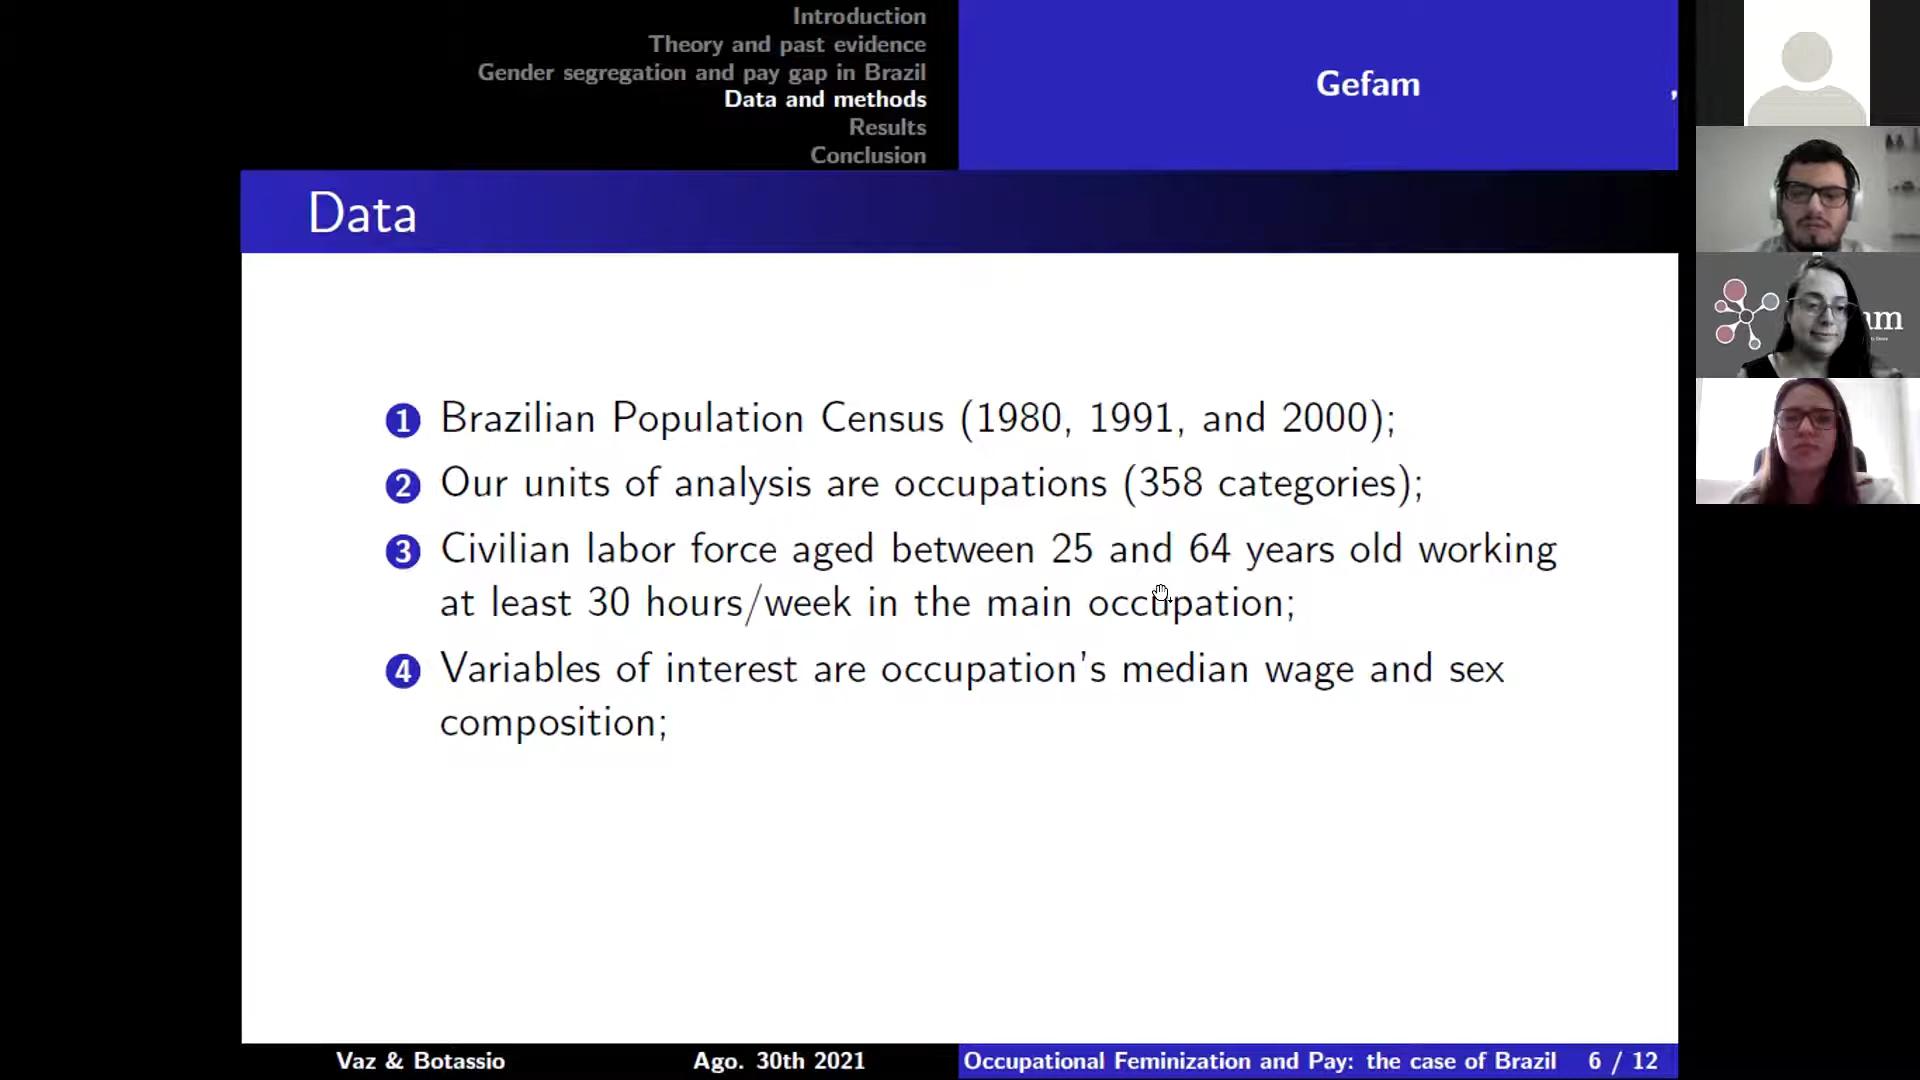 Introduction
Theory and past evidence
Gender segregation and pay gap in Brazil
Data and methods
Results
Conclusion
Gefam
,
Data
1 Brazilian Population Census (1980, 1991, and 2000);
2 Our units of analysis are occupations (358 categories);
3 Civilian labor force aged between 25 and 64 years old working
at least 30 hours/week in the main occupation;
4 Variables of interest are occupation's median wage and sex
composition;
Vaz & Botassio
Ago. 30th 2021
Occupational Feminization and Pay: the case of Brazil
6 / 12